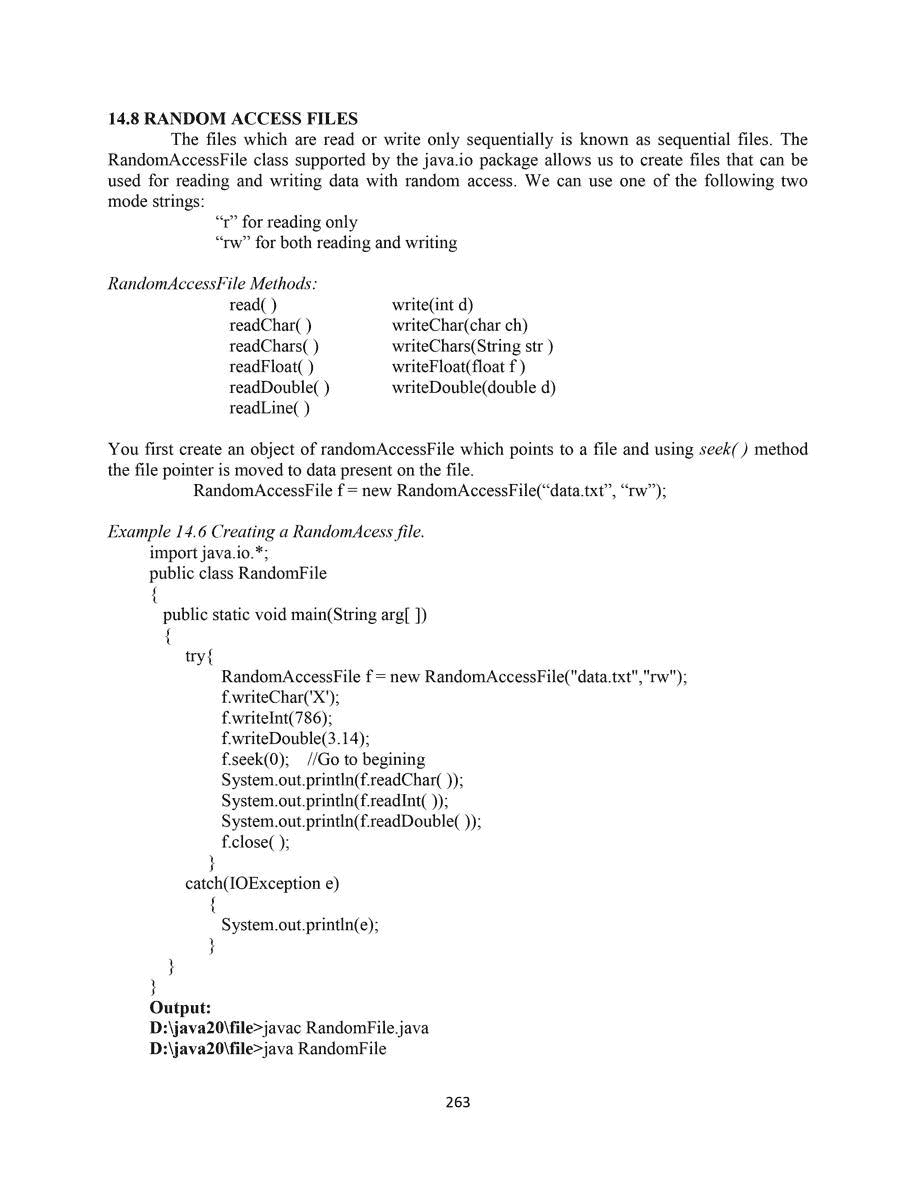 14.8 RANDOM ACCESS FILES
The files which are read or write only sequentially is known as sequential files. The
RandomAccessFile class supported by the java.io package allows us to create files that can be
used for reading and writing data with random access. We can use one of the following two
mode strings:
“r” for reading only
“rw” for both reading and writing
RandomAccessFile Methods:
read( ) write(int d)
readChar( ) writeChar(char ch)
readChars( ) writeChars(String str )
readFloat( ) writeFloat(float f )
readDouble( ) writeDouble(double d)
readLine( )
You first create an object of randomAccessFile which points to a file and using seek( ) method
the file pointer is moved to data present on the file.
RandomAccessFile f = new RandomAccessFile(“data.txt”, “rw”);
Example 14.6 Creating a RandomAcess file.
import java.io.*;
public class RandomFile
{
public static void main(String arg[ ])
{
try{
RandomAccessFile f = new RandomAccessFile("data.txt","rw");
f.writeChar('X');
f.writeInt(786);
f.writeDouble(3.14);
f.seek(0); //Go to begining
System.out.println(f.readChar( ));
System.out.println(f.readInt( ));
System.out.println(f.readDouble( ));
f.close( );
}
catch(IOException e)
{
System.out.println(e);
}
}
}
Output:
D:\java20\file>javac RandomFile.java
D:\java20\file>java RandomFile
263